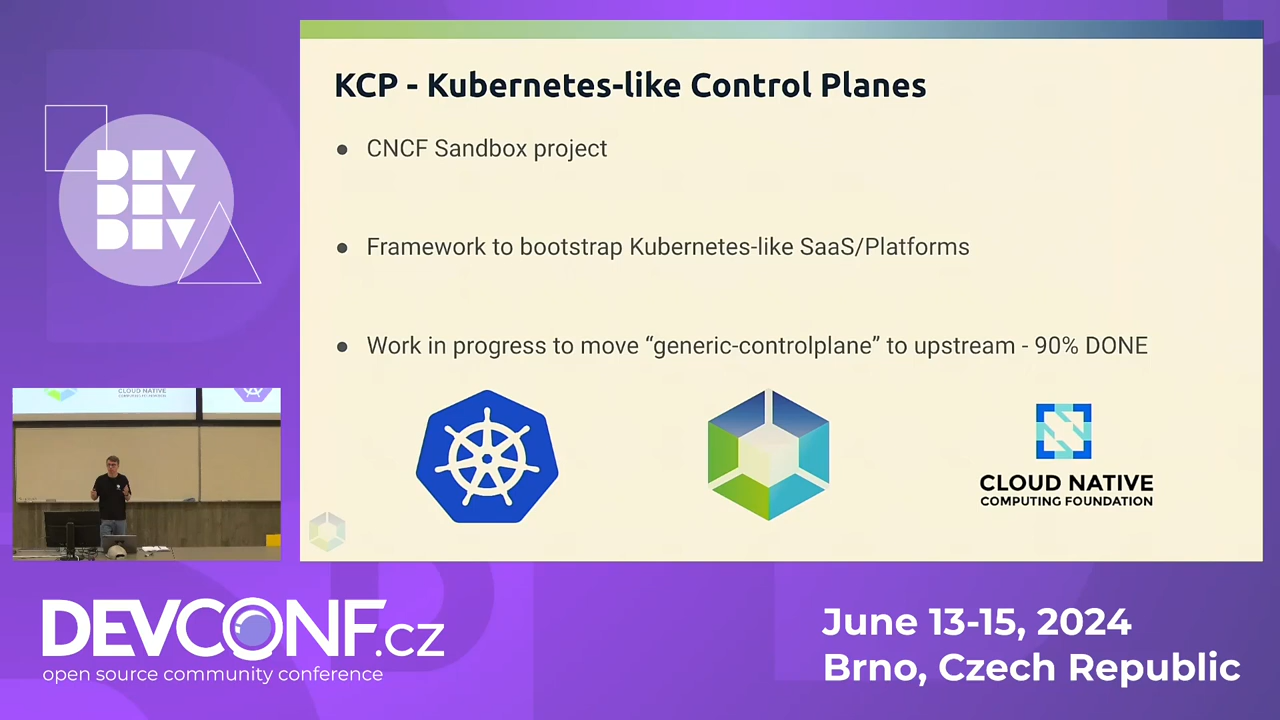 KCP - Kubernetes-like Control Planes
● CNCF Sandbox project
● Framework to bootstrap Kubernetes-like SaaS/Platforms
● Work in progress to move “generic-controlplane” to upstream - 90% DONE
CLOUD NATIVE
COMPUTING FOUNDATION
DEV
DEV
DEV
CLOUD NATIVE
DEVCONF.cz
open source community conference
June 13-15, 2024
Brno, Czech Republic